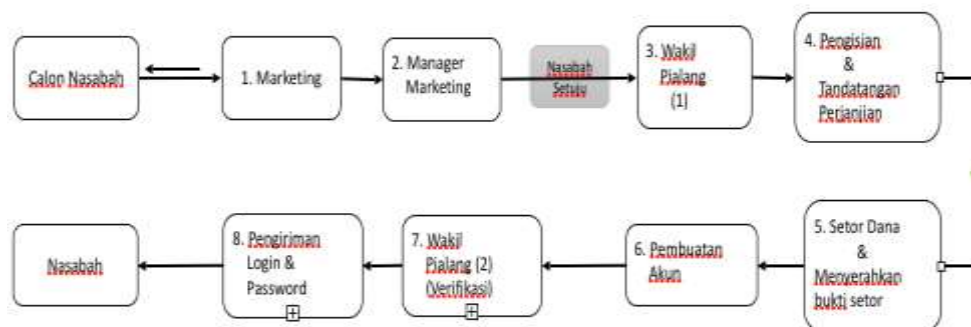 Calon Nasabah
1. Marketing
2. Manager
Marketing
Nasabah
Setuju
3. Wakil
Pialang
(1)
4. Pengisian
&
Tandatangan
Perjanjian
Nasabah
8. Pengiriman
Login &
Password
7. Wakil
Pialang (2)
(Verifikasi)
6. Pembuatan
Akun
5. Setor Dana
&
Menyerahkan
bukti setor